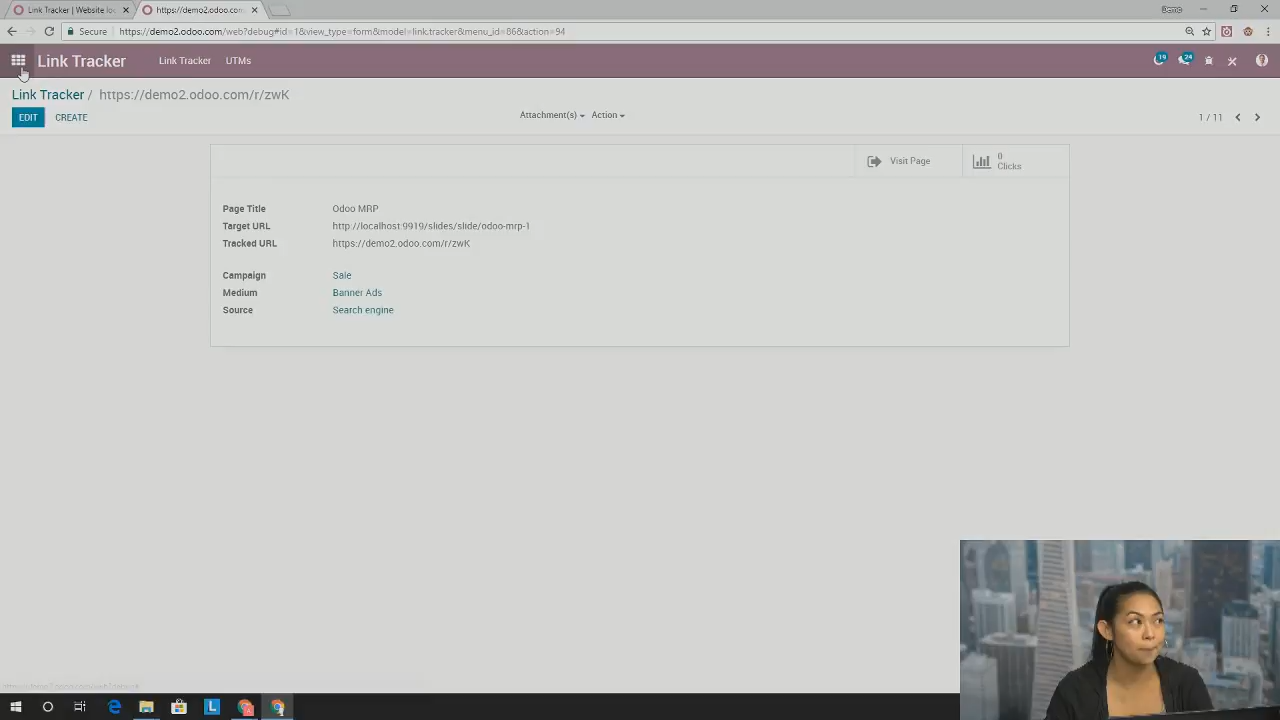 Link Tracker | Website lo
https://demo2.odoo.com
Demo
Secure
https://demo2.odoo.com/web?debug#id=1&view_type=form&model=link.tracker&menu_id=86&action=94
Link Tracker
Link Tracker
UTMs
19
24
Link Tracker / https://demo2.odoo.com/r/zwK
EDIT
CREATE
Attachment(s)
Action
1 / 11
Visit Page
0
Clicks
Page Title
Odoo MRP
Target URL
http://localhost:9919/slides/slide/odoo-mrp-1
Tracked URL
https://demo2.odoo.com/r/zwK
Campaign
Sale
Medium
Banner Ads
Source
Search engine
L